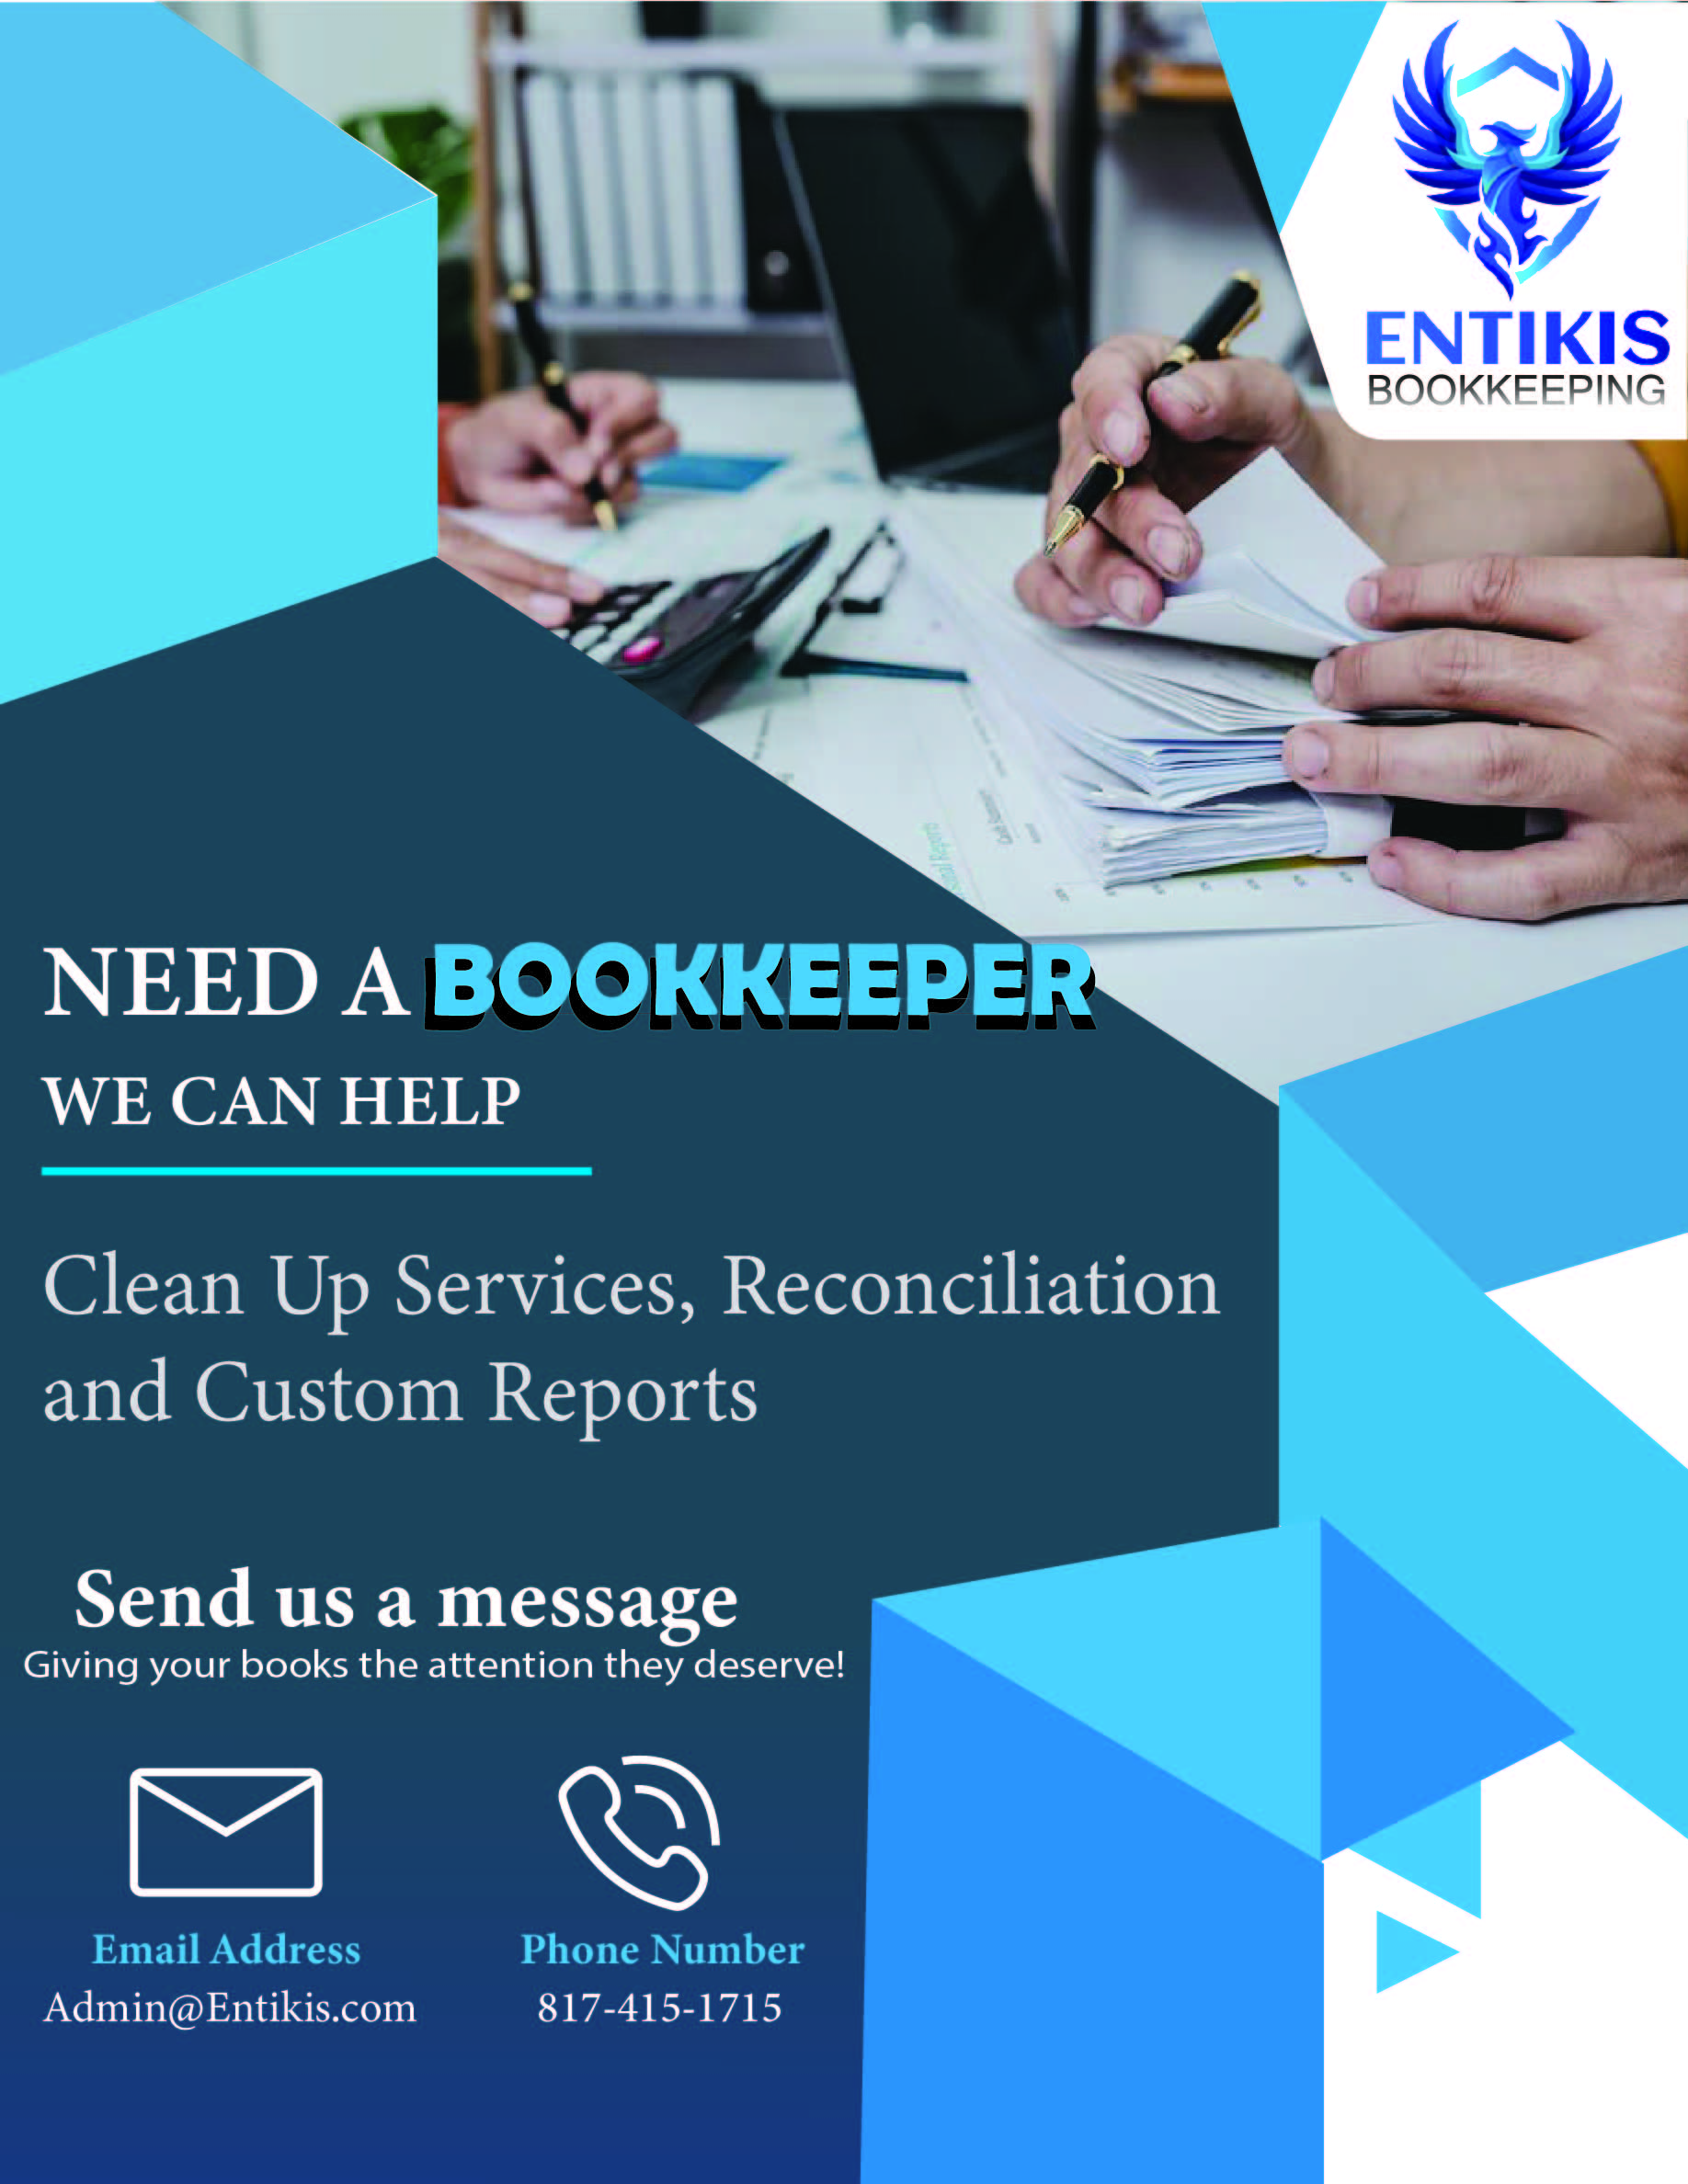 ENTIKIS
BOOKKEEPING
NEED A BOOKKEEPER
WE CAN HELP
Clean Up Services, Reconciliation
and Custom Reports
Send us a message
Giving your books the attention they deserve!
Email Address
Admin@Entikis.com
Phone Number
817-415-1715